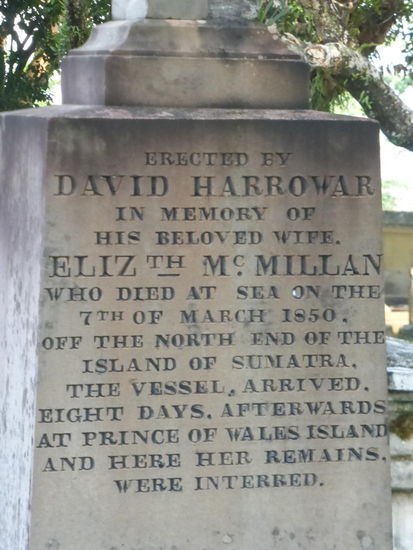 ERECTED BY
DAVID HARROWAR
IN MEMORY OF
HIS BELOVED WIFE.
ELIZTH Mc MILLAN
WHO DIED AT SEA ON THE
7TH OF MARCH 1850.
OFF THE NORTH END OF THE
ISLAND OF SUMATRA.
THE VESSEL, ARRIVED.
EIGHT DAYS. AFTERWARDS
AT PRINCE OF WALES ISLAND
AND HERE HER REMAINS.
WERE INTERRED.